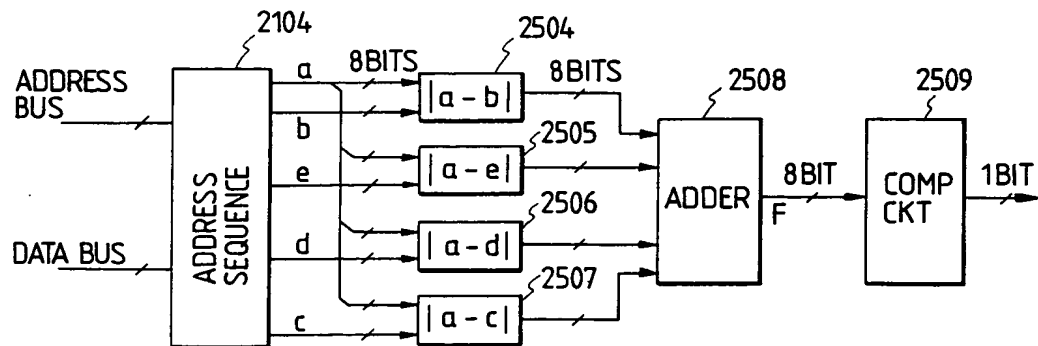 2104
ADDRESS
BUS
DATA BUS
ADDRESS
SEQUENCE
a
b
e
d
c
8BITS
2504
|a-b|
8BITS
2505
|a-e|
2506
|a-d|
2507
|a-c|
2508
ADDER
8BIT
F
2509
COMP
CKT
1BIT